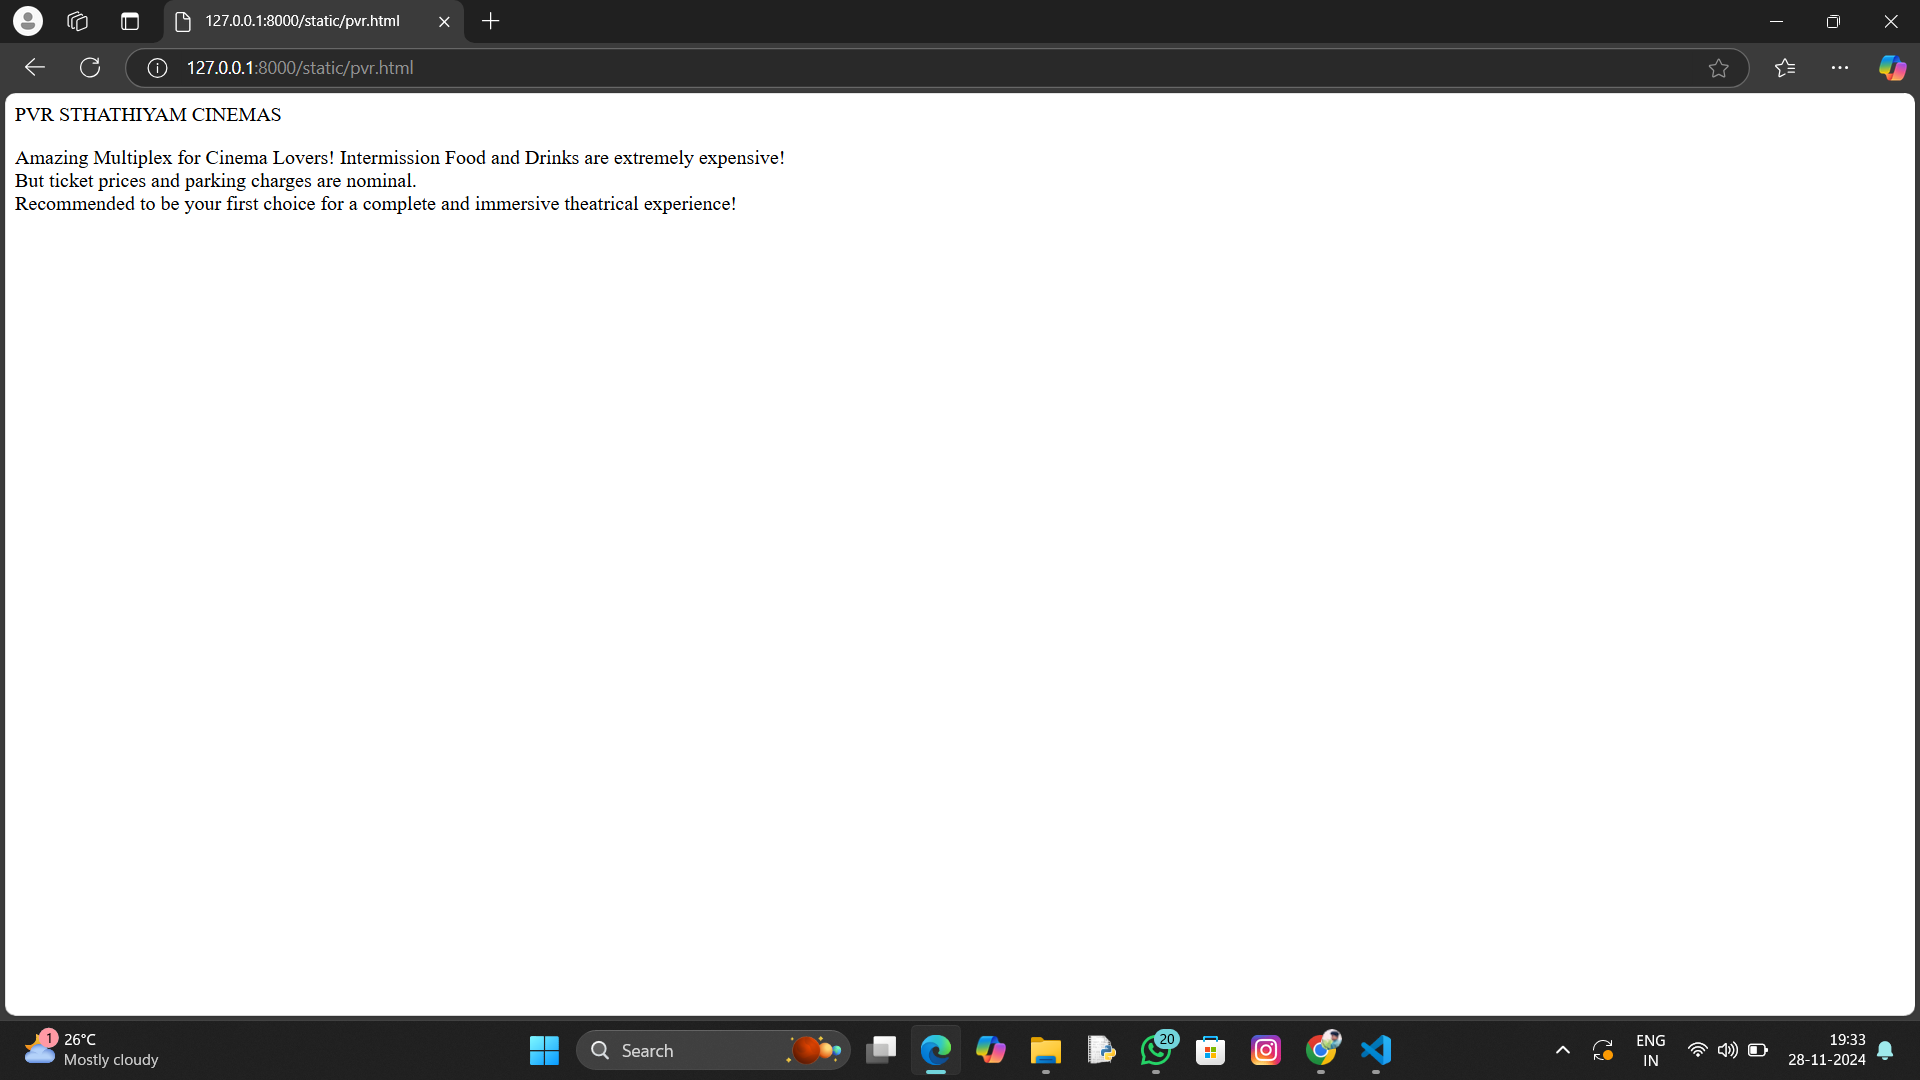 127.0.0.1:8000/static/pvr.html
127.0.0.1:8000/static/pvr.html
PVR STHATHIYAM CINEMAS
Amazing Multiplex for Cinema Lovers! Intermission Food and Drinks are extremely expensive!
But ticket prices and parking charges are nominal.
Recommended to be your first choice for a complete and immersive theatrical experience!
1
26°C
Mostly cloudy
Search
20
ENG
IN
19:33
28-11-2024